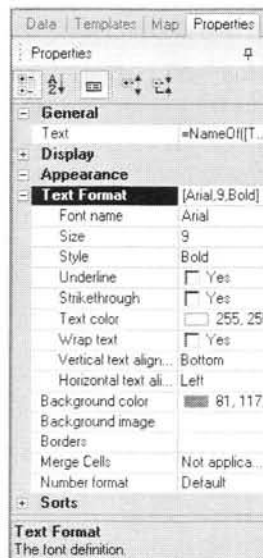 Data Templates Map Properties
Properties
General
Text =NameOf([T...
Display
Appearance
Text Format [Arial,9,Bold]
Font name Arial
Size 9
Style Bold
Underline Yes
Strikethrough Yes
Text color 255, 25
Wrap text Yes
Vertical text align... Bottom
Horizontal text ali... Left
Background color 81, 117
Background image
Borders
Merge Cells Not applica...
Number format Default
Sorts
Text Format
The font definition.